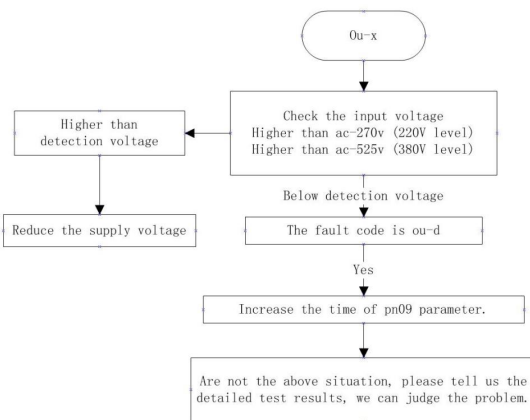 Ou-x
Check the input voltage
Higher than ac-270v (220V level)
Higher than ac-525v (380V level)
Higher than
detection voltage
Reduce the supply voltage
Below detection voltage
The fault code is ou-d
Yes
Increase the time of pn09 parameter.
Are not the above situation, please tell us the
detailed test results, we can judge the problem.